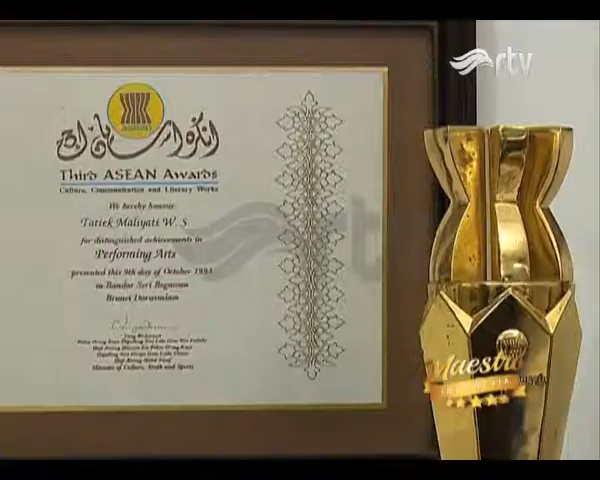 rtv
Third ASEAN Awards
Culture, Communication and Literary Works
We hereby honour
Tatiek Maliyati W. S.
for distinguished achievements in
Performing Arts
presented this 9th day of October 1993
in Bandar Seri Begawan
Brunei Darussalam
Minister of Culture, Youth and Sports
Maestro
INDONESIA